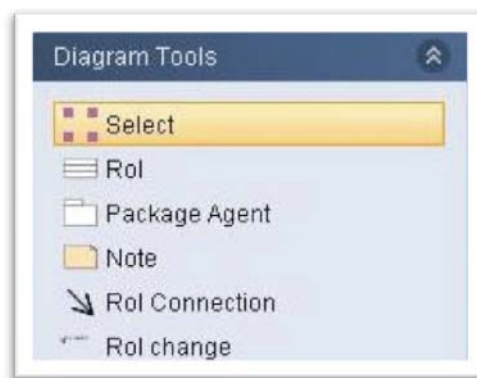 Diagram Tools
Select
Rol
Package Agent
Note
Rol Connection
Rol change